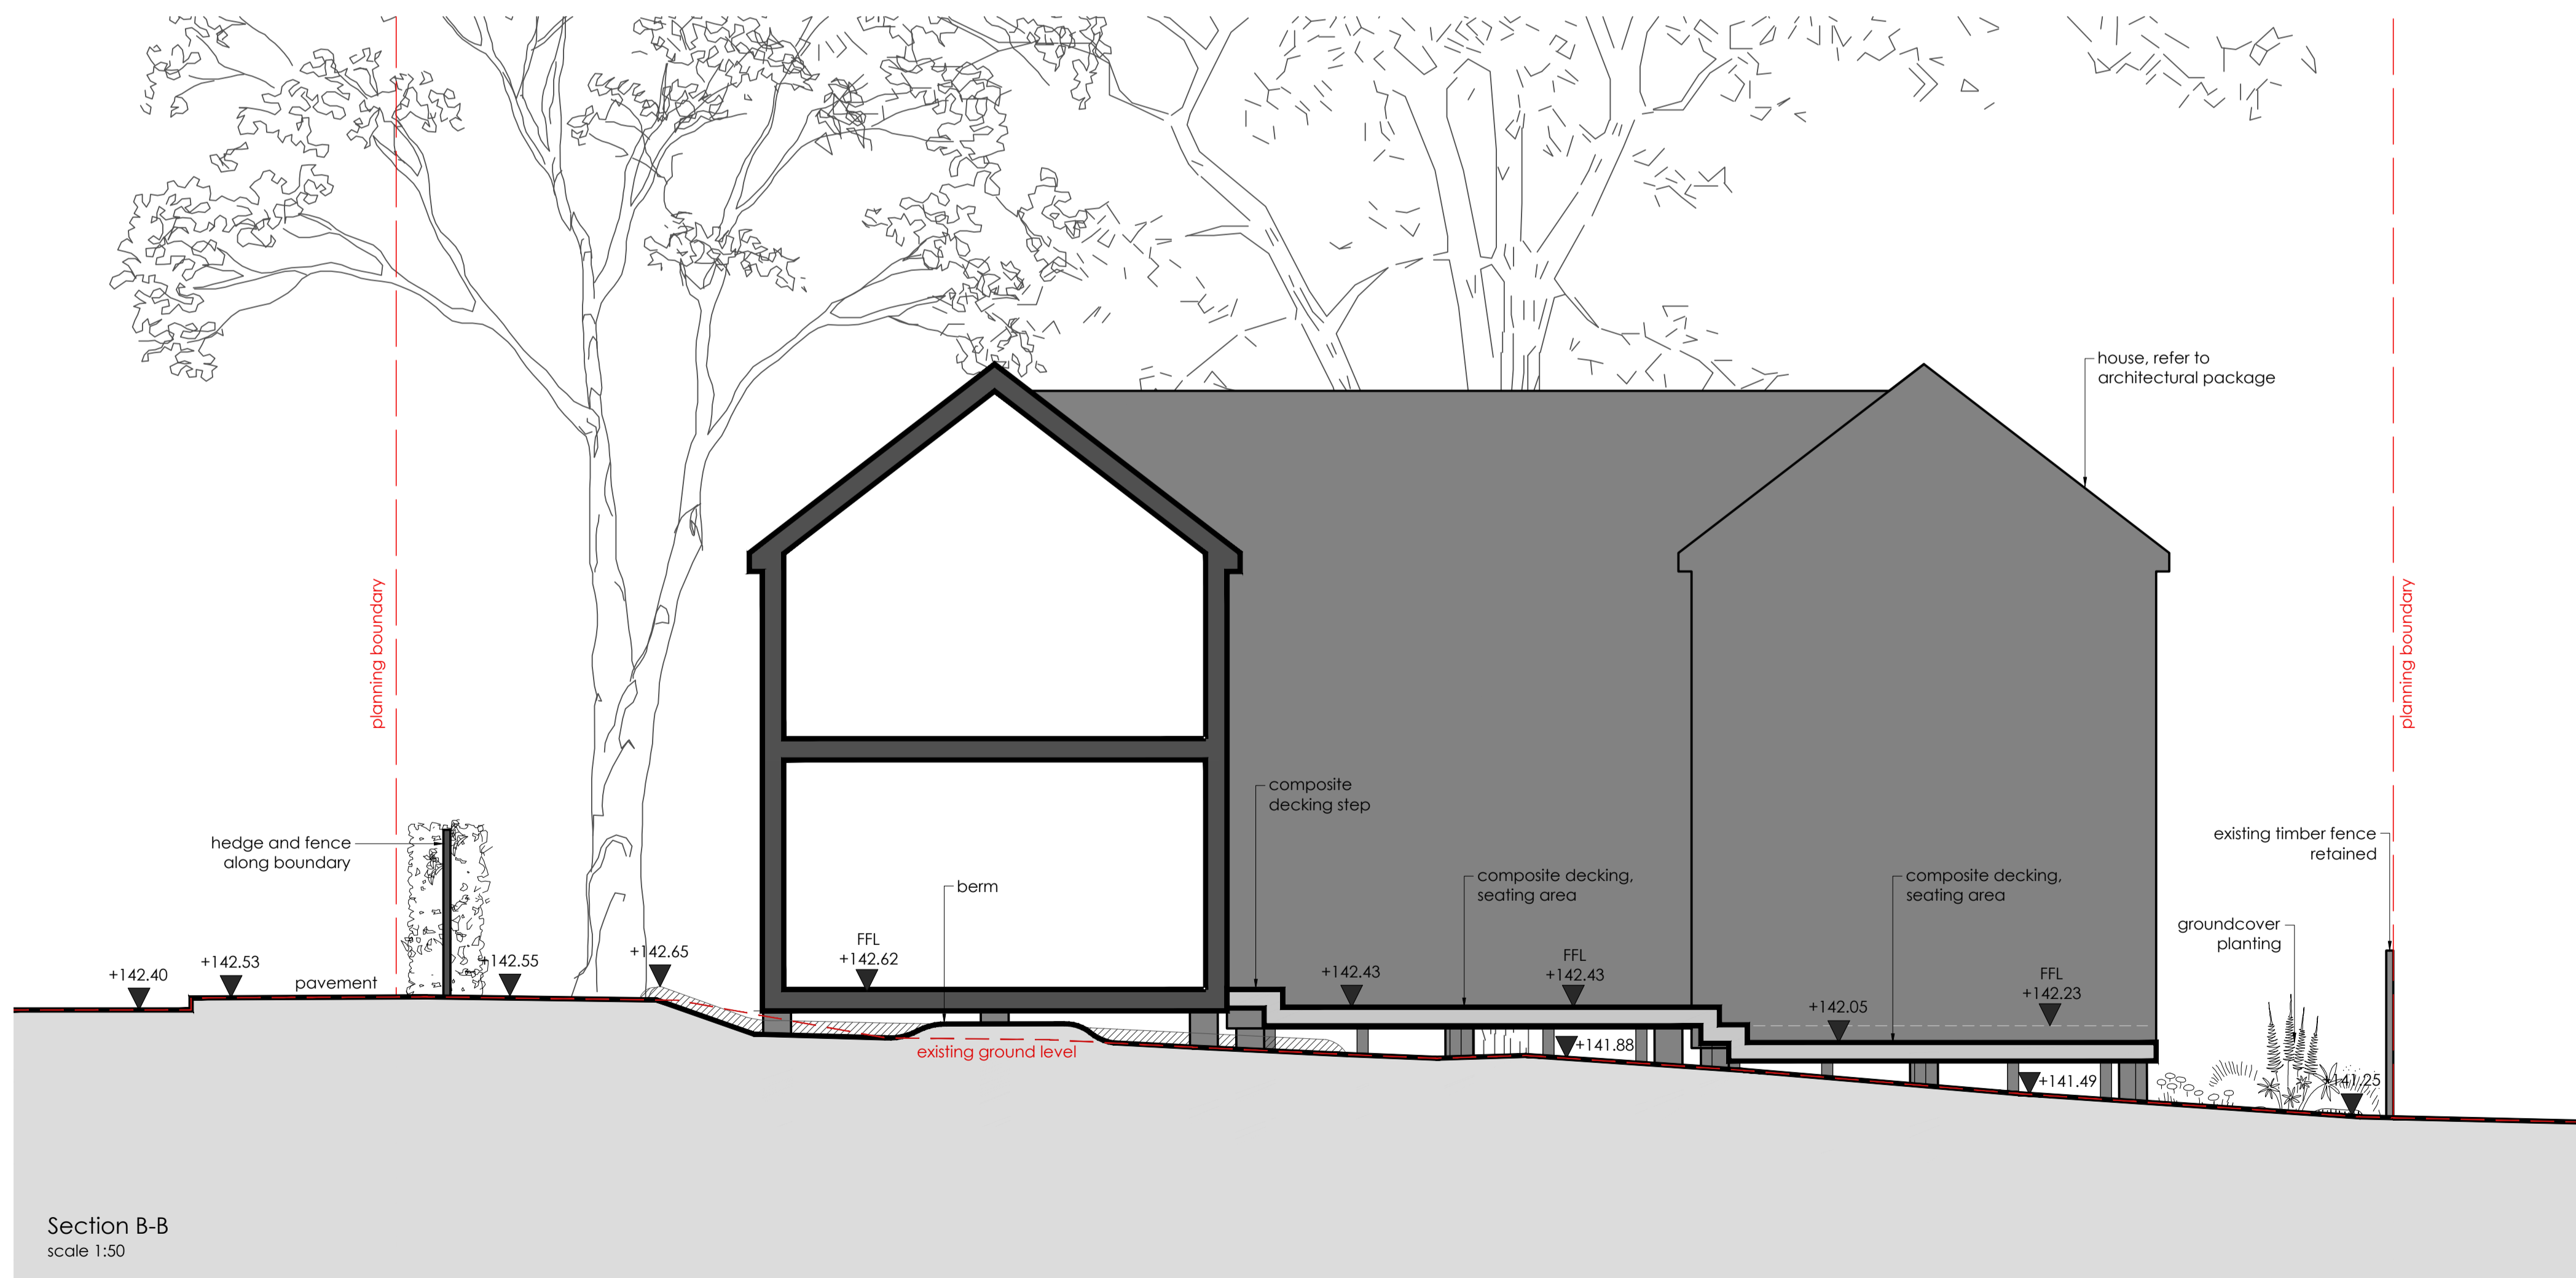 house, refer to
architectural package
planning boundary
planning boundary
composite
decking step
hedge and fence
along boundary
existing timber fence
retained
berm
composite decking,
seating area
composite decking,
seating area
groundcover
planting
+142.40
+142.53
pavement
+142.55
+142.65
FFL
+142.62
+142.43
FFL
+142.43
+142.05
FFL
+142.23
existing ground level
+141.88
+141.49
+141.25
Section B-B
scale 1:50